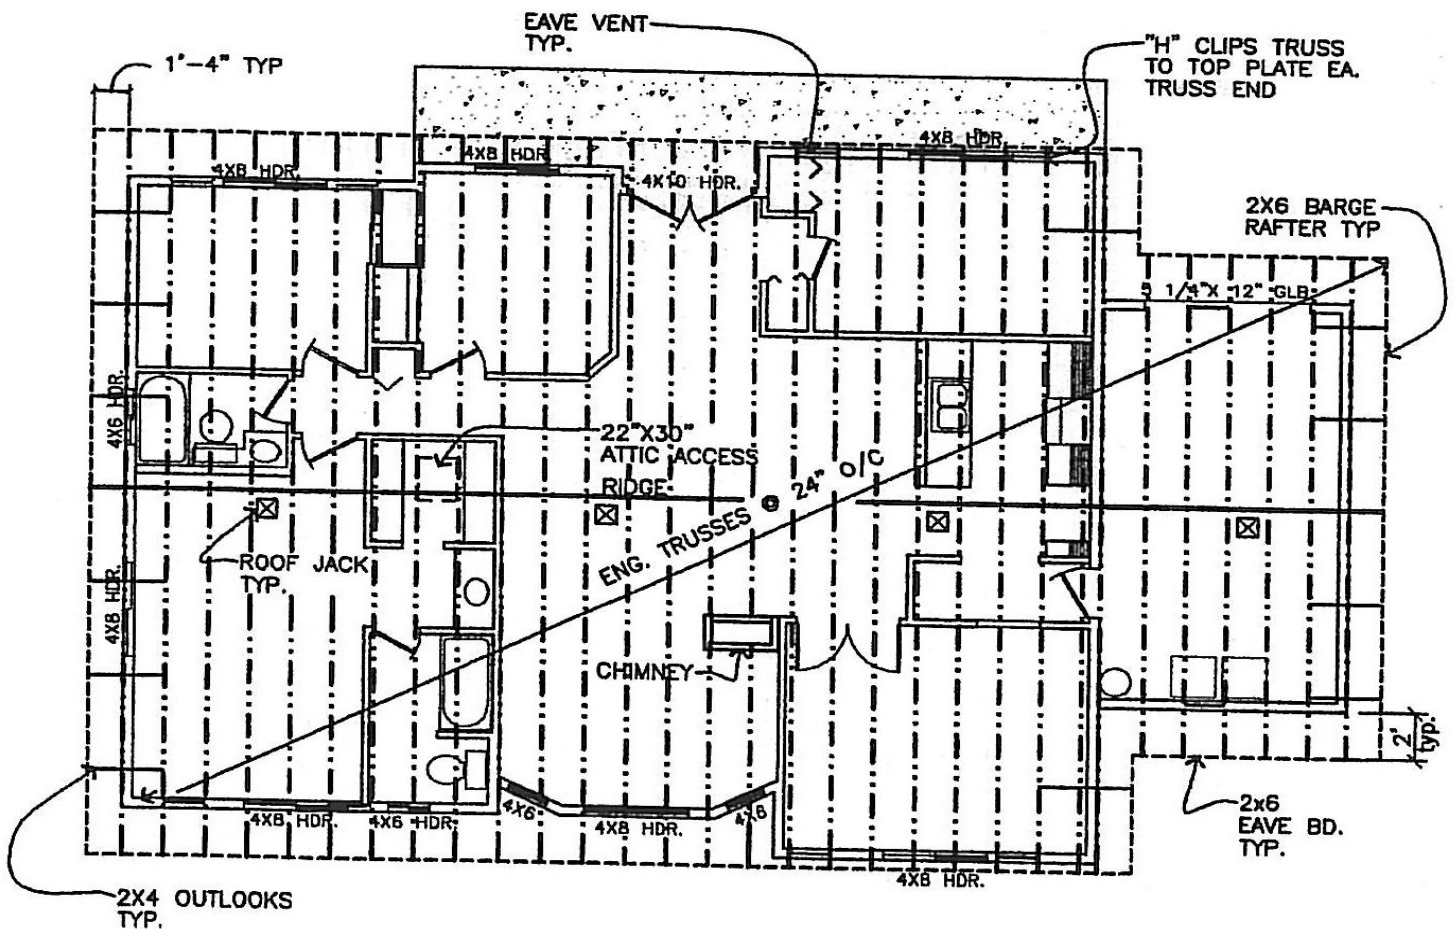 EAVE VENT
TYP.
"H" CLIPS TRUSS
TO TOP PLATE EA.
TRUSS END
1'-4" TYP
4X8 HDR.
4X8 HDR
4X8 HDR
4X10 HDR.
2X6 BARGE
RAFTER TYP
1/4"X 12" GLB
4X6 HDR.
22"X30"
ATTIC ACCESS
RIDGE
ENG. TRUSSES @ 24" O/C
ROOF JACK
TYP.
4X8 HDR.
CHIMNEY
2'
typ.
4X8 HDR.
4X6 HDR.
4X6
4X8 HDR.
4X8 HDR.
2x6
EAVE BD.
TYP.
2X4 OUTLOOKS
TYP.